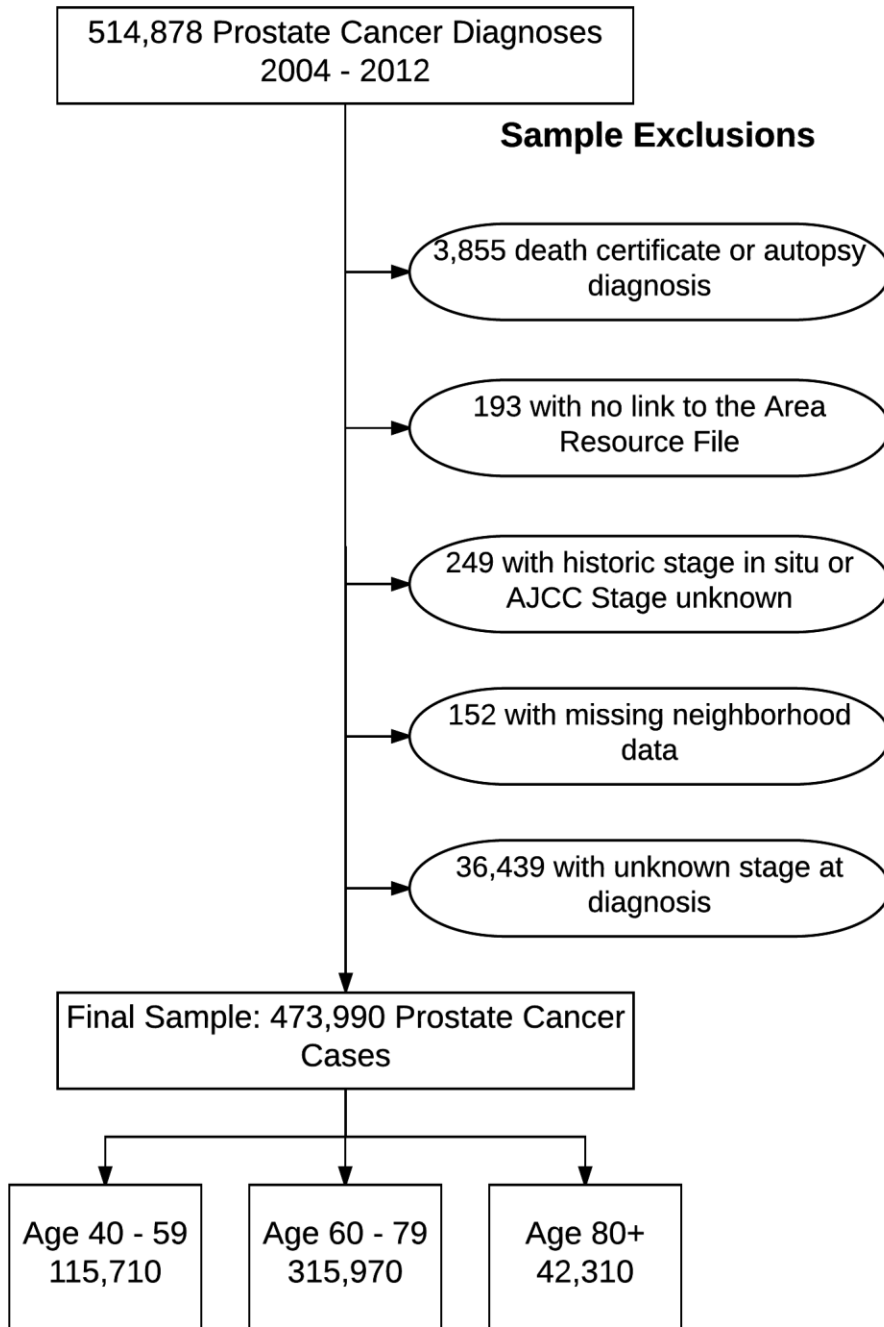 514,878 Prostate Cancer Diagnoses
2004 - 2012
Sample Exclusions
3,855 death certificate or autopsy
diagnosis
193 with no link to the Area
Resource File
249 with historic stage in situ or
AJCC Stage unknown
152 with missing neighborhood
data
36,439 with unknown stage at
diagnosis
Final Sample: 473,990 Prostate Cancer
Cases
Age 40 - 59
115,710
Age 60 - 79
315,970
Age 80+
42,310